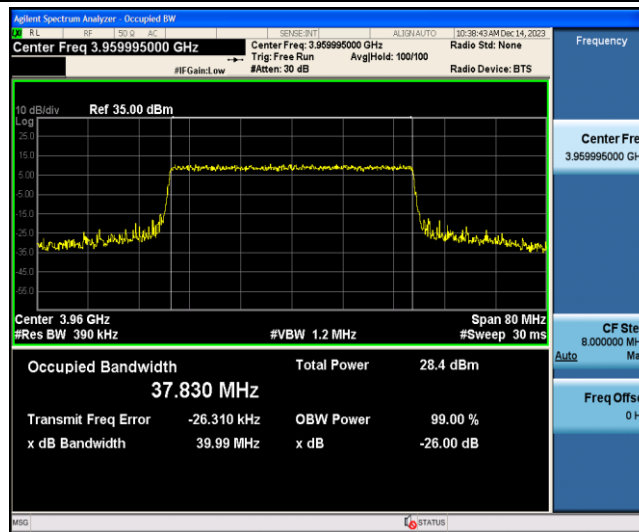 Agilent Spectrum Analyzer - Occupied BW
RL RF 50 Ω AC SENSE:INT ALIGN AUTO 10:38:43 AM Dec 14, 2023
Center Freq 3.959995000 GHz
Center Freq: 3.959995000 GHz
Radio Std: None
Trig: Free Run Avg|Hold: 100/100
#IFGain:Low #Atten: 30 dB Radio Device: BTS
10 dB/div Ref 35.00 dBm
Log
25.0
15.0
5.00
-5.00
-15.0
-25.0
-35.0
-45.0
-55.0
Center 3.96 GHz Span 80 MHz
#Res BW 390 kHz #VBW 1.2 MHz #Sweep 30 ms
Occupied Bandwidth Total Power 28.4 dBm
37.830 MHz
Transmit Freq Error -26.310 kHz OBW Power 99.00 %
x dB Bandwidth 39.99 MHz x dB -26.00 dB
Frequency
Center Fre
3.959995000 GH
CF Ste
8.000000 MH
Auto Ma
Freq Offse
0 H
MSG STATUS